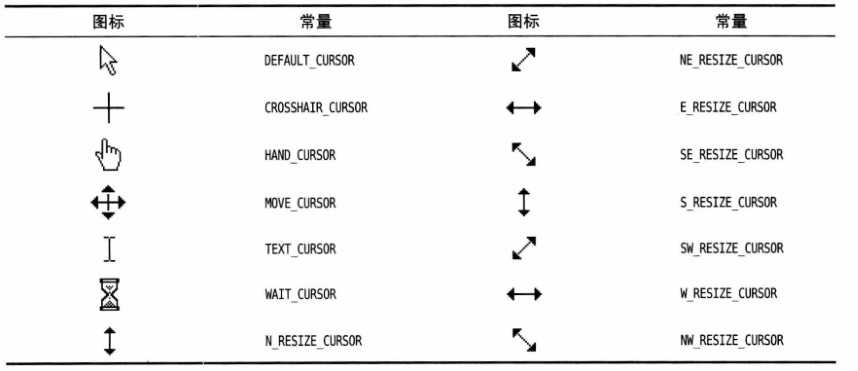 图标 常量 图标 常量
DEFAULT_CURSOR NE_RESIZE_CURSOR
CROSSHAIR_CURSOR E_RESIZE_CURSOR
HAND_CURSOR SE_RESIZE_CURSOR
MOVE_CURSOR S_RESIZE_CURSOR
TEXT_CURSOR SW_RESIZE_CURSOR
WAIT_CURSOR W_RESIZE_CURSOR
N_RESIZE_CURSOR NW_RESIZE_CURSOR